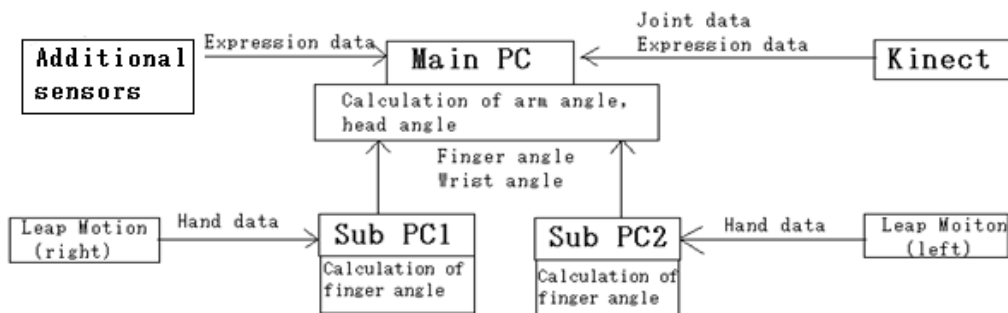 Additional
sensors
Expression data
Main PC
Joint data
Expression data
Kinect
Calculation of arm angle,
head angle
Finger angle
Wrist angle
Leap Motion
(right)
Hand data
Sub PC1
Calculation of
finger angle
Sub PC2
Calculation of
finger angle
Hand data
Leap Moiton
(left)